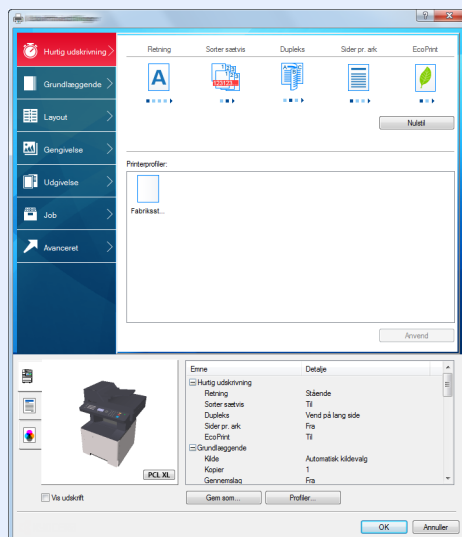 Hurtig udskrivning
Grundlæggende
Layout
Gengivelse
Udgivelse
Job
Avanceret
Retning
Sorter sætvis
Dupleks
Sider pr. ark
EcoPrint
A
123123...
Nulstil
Printerprofiler:
Fabriksst...
Anvend
PCL XL
Vis udskrift
Emne Detalje
Hurtig udskrivning
Retning Stående
Sorter sætvis Til
Dupleks Vend på lang side
Sider pr. ark Fra
EcoPrint Til
Grundlæggende
Kilde Automatisk kildevalg
Kopier 1
Gennemslag Fra
Gem som... Profiler...
OK Annuller